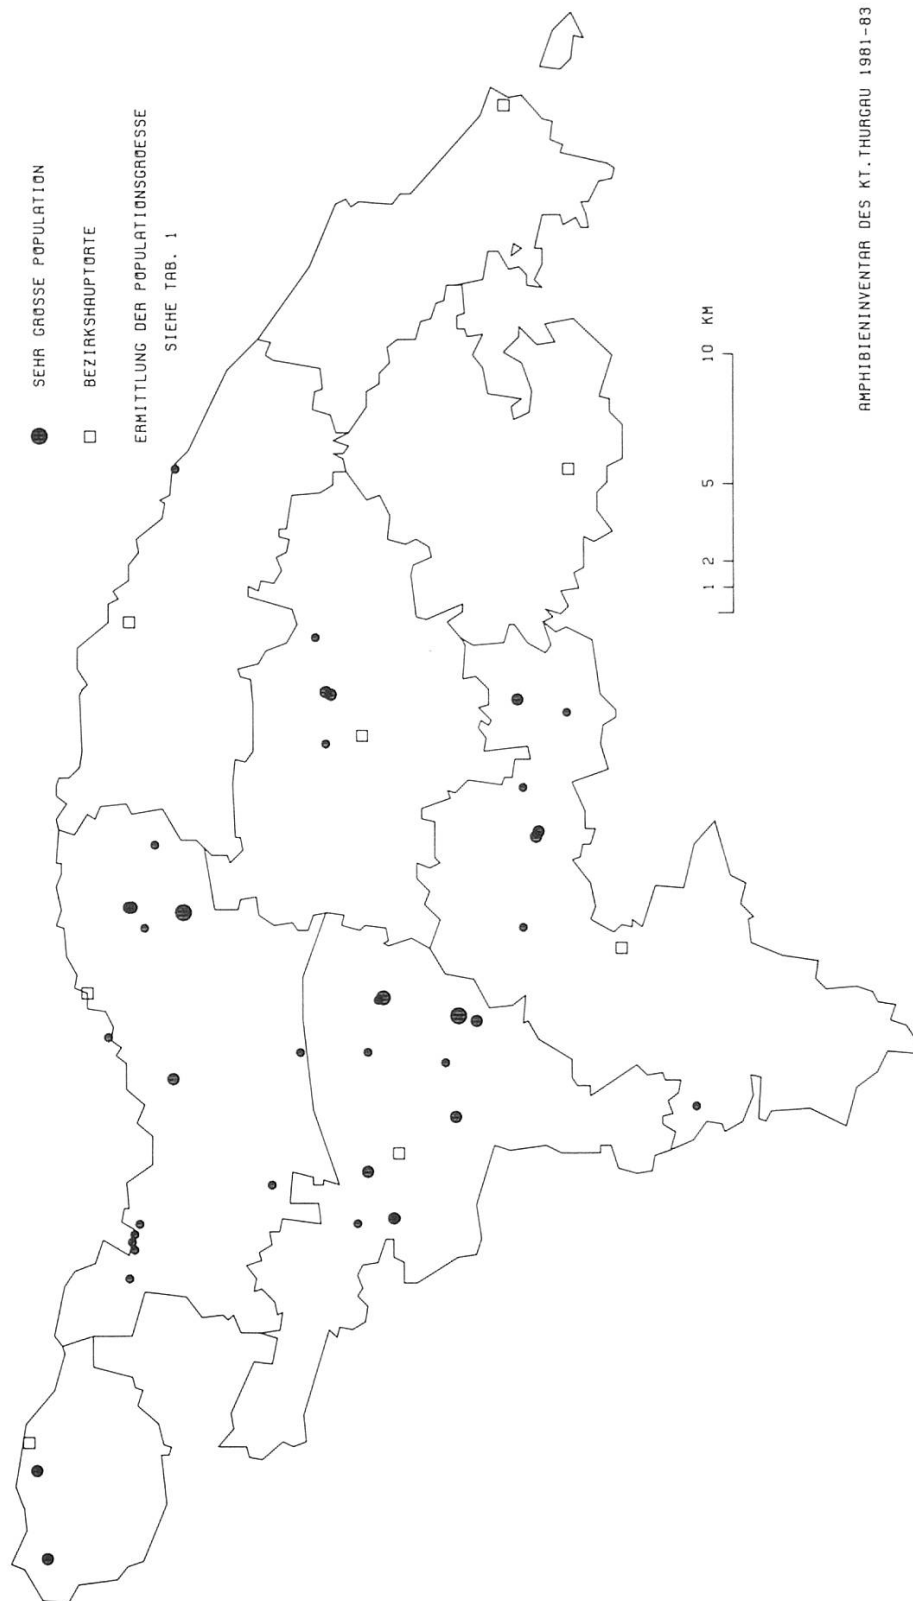 SEHR GRÖSSE POPULATION
BEZIRKSHAUPTORTE
ERMITTLUNG DER POPULATIONSGROESSE
SIEHE TAB. 1
1 2 5 10 KM
AMPHIBIENINVENTAR DES KT. THURGAU 1981-83